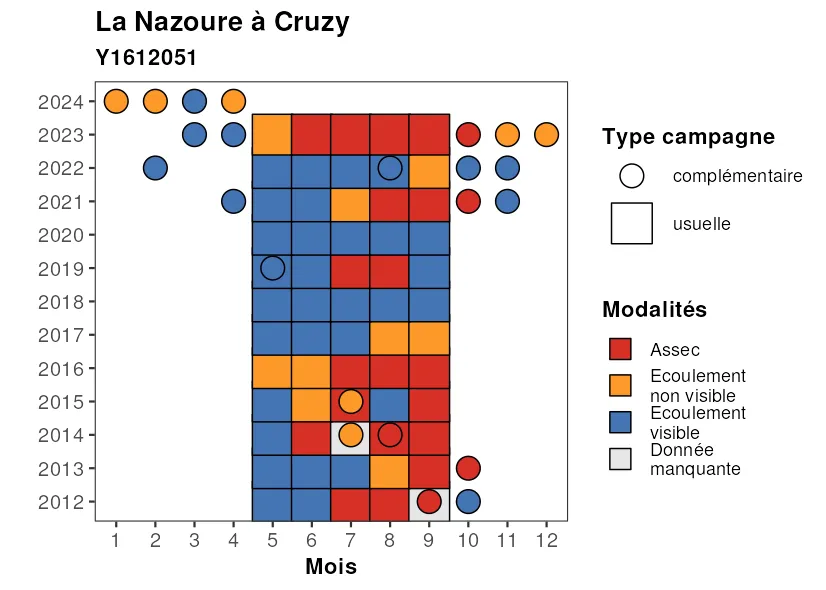 La Nazoure à Cruzy
Y1612051
2024
2023
2022
2021
2020
2019
2018
2017
2016
2015
2014
2013
2012
1 2 3 4 5 6 7 8 9 10 11 12
Mois
Type campagne
complémentaire
usuelle
Modalités
Assec
Ecoulement
non visible
Ecoulement
visible
Donnée
manquante